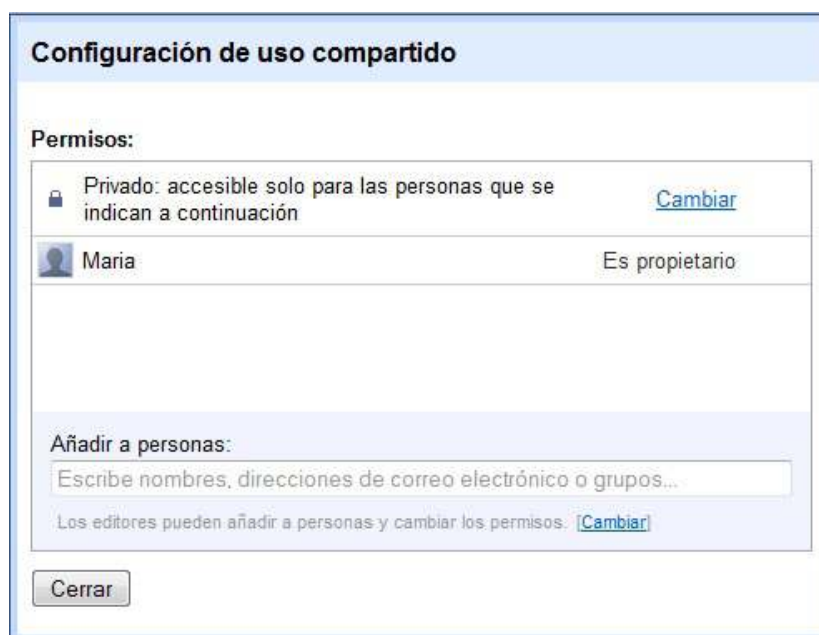 Configuración de uso compartido
Permisos:
Privado: accesible solo para las personas que se
indican a continuación
Cambiar
Maria
Es propietario
Añadir a personas:
Escribe nombres, direcciones de correo electrónico o grupos...
Los editores pueden añadir a personas y cambiar los permisos. [Cambiar]
Cerrar